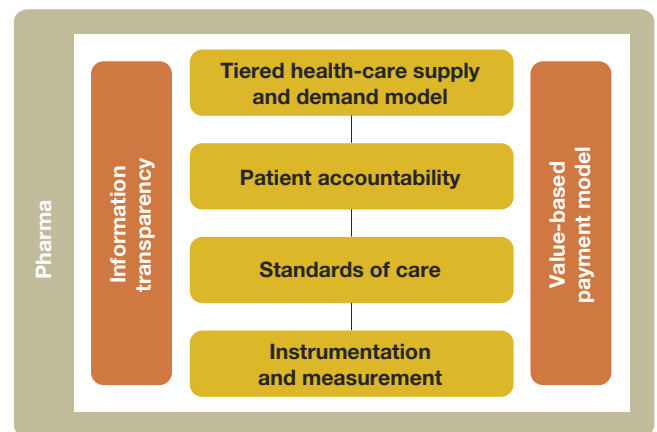 Pharma
Information
transparency
Tiered health-care supply
and demand model
Patient accountability
Standards of care
Instrumentation
and measurement
Value-based
payment model